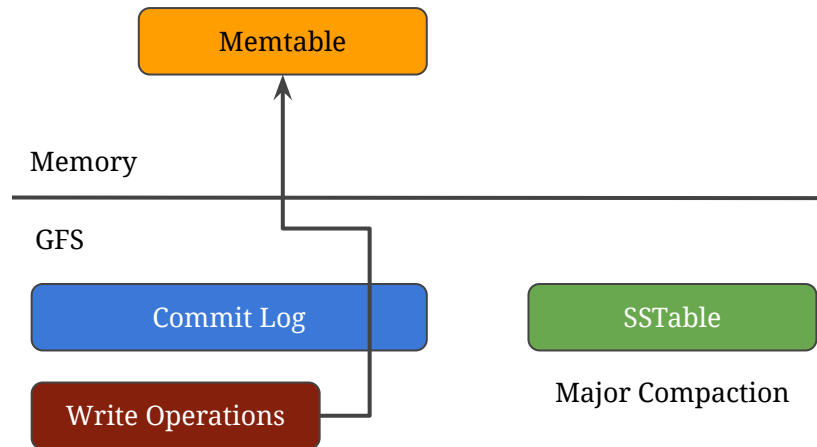 Memtable
Memory
GFS
Commit Log
SSTable
Major Compaction
Write Operations